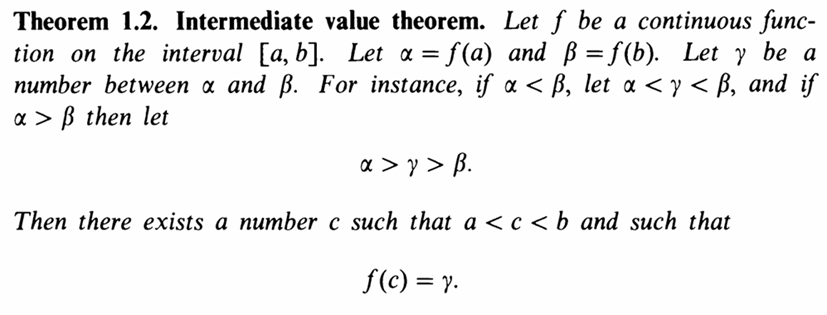 Theorem 1.2. Intermediate value theorem. Let f be a continuous func-
tion on the interval [a, b]. Let α = f(a) and β = f(b). Let γ be a
number between α and β. For instance, if α < β, let α < γ < β, and if
α > β then let
α > γ > β.
Then there exists a number c such that a < c < b and such that
f(c) = γ.